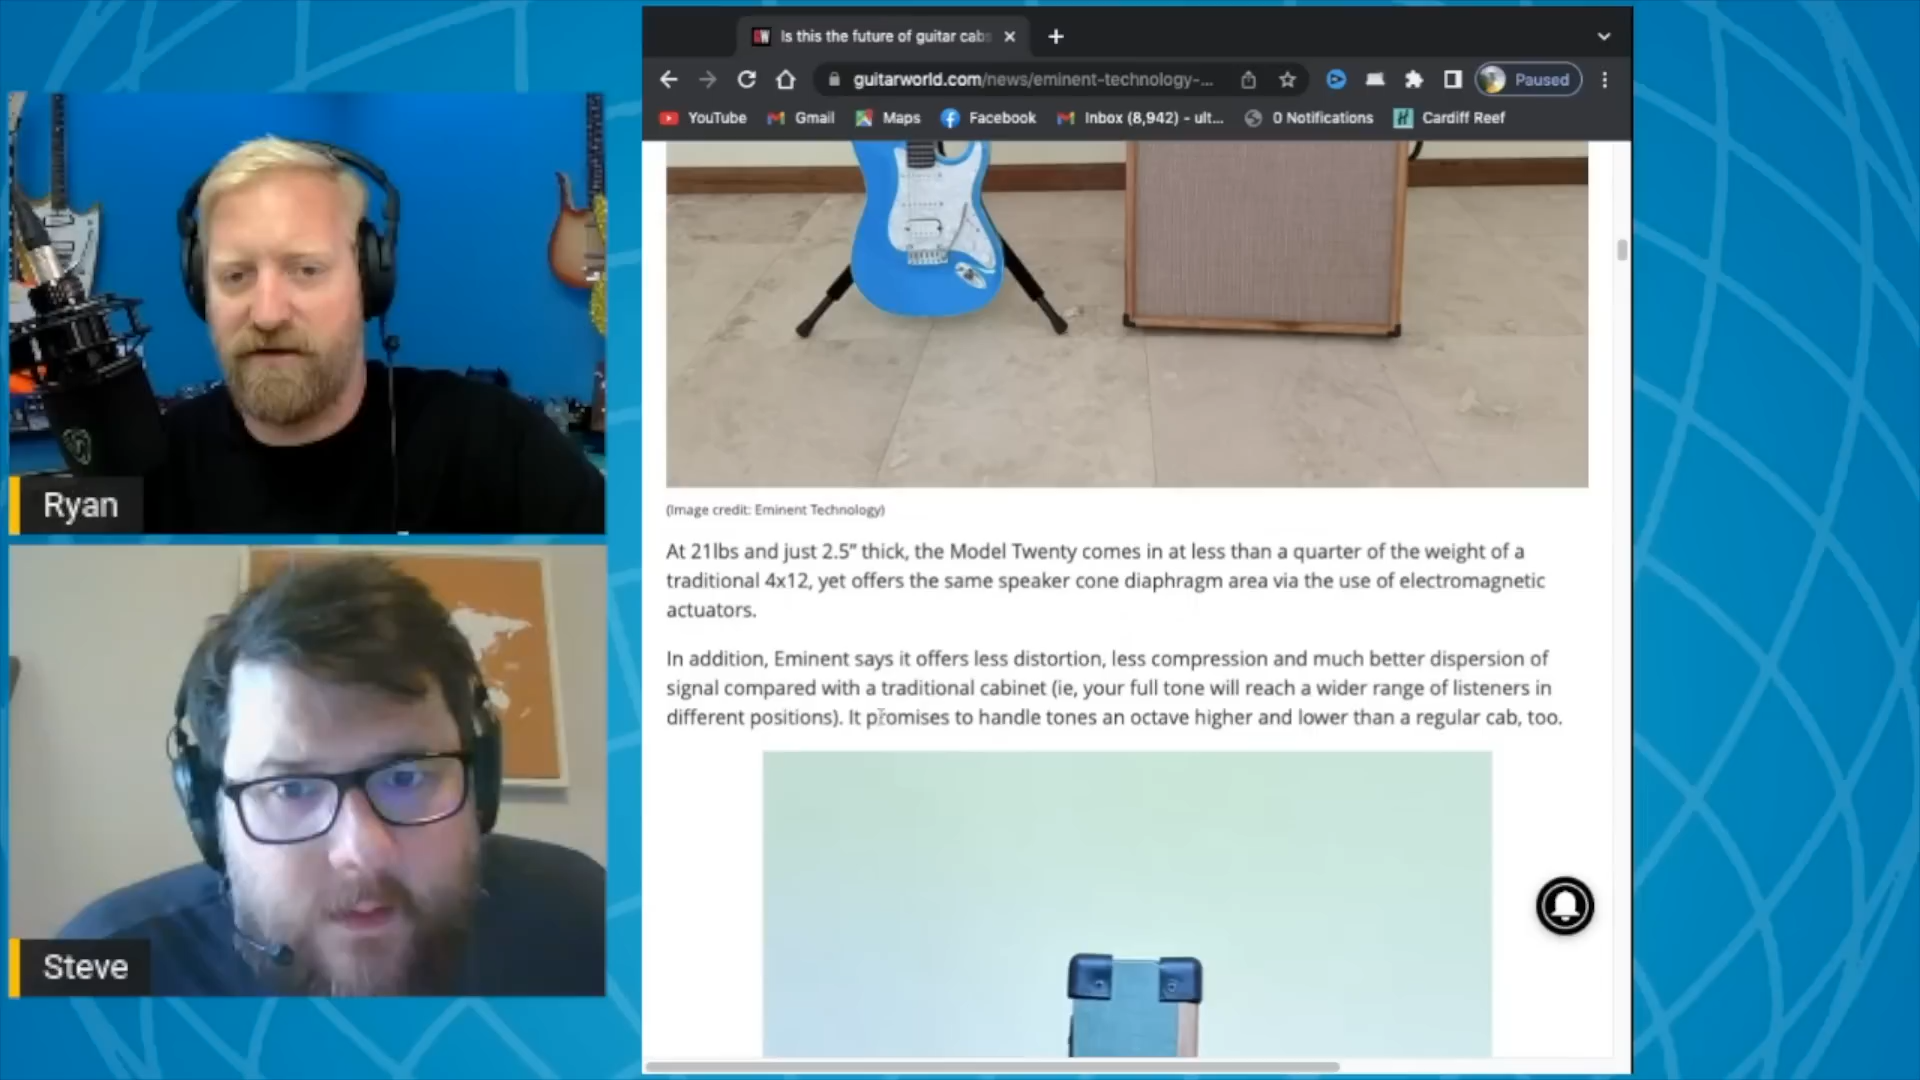 Is this the future of guitar cabs
guitarworld.com/news/eminent-technology-...
Paused
YouTube
Gmail
Maps
Facebook
Inbox (8,942) - ult...
0 Notifications
Cardiff Reef
Ryan
Steve
(Image credit: Eminent Technology)
At 21lbs and just 2.5” thick, the Model Twenty comes in at less than a quarter of the weight of a
traditional 4x12, yet offers the same speaker cone diaphragm area via the use of electromagnetic
actuators.
In addition, Eminent says it offers less distortion, less compression and much better dispersion of
signal compared with a traditional cabinet (ie, your full tone will reach a wider range of listeners in
different positions). It promises to handle tones an octave higher and lower than a regular cab, too.